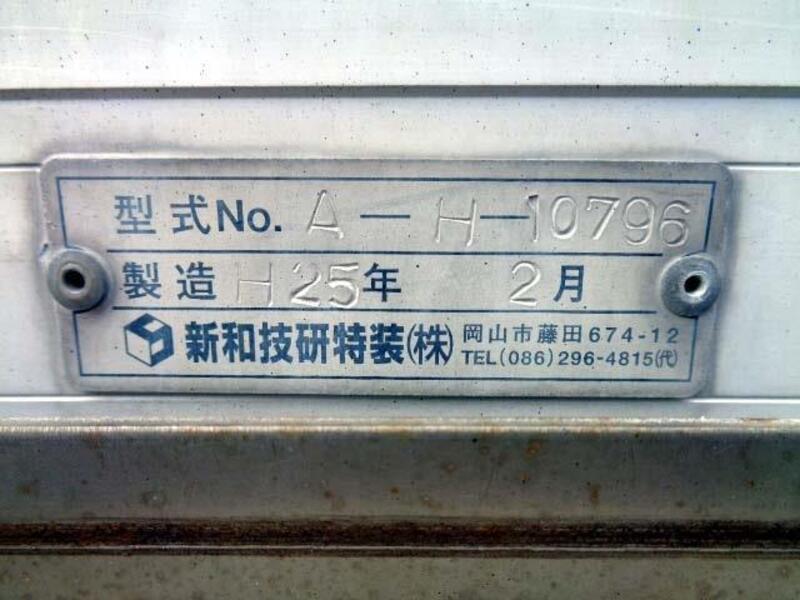 型式No. A-H-10796
製造 H25年 2月
新和技研特装(株)
岡山市藤田674-12
TEL(086)296-4815(代)